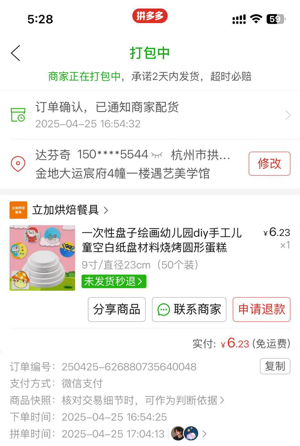 5:28
拼多多
59
打包中
商家正在打包中，承诺2天内发货，超时必赔
订单确认，已通知商家配货
2025-04-25 16:54:32
达芬奇 150****5544 杭州市拱...
金地大运宸府4幢一楼遇艺美学馆
修改
立加烘焙餐具
一次性盘子绘画幼儿园diy手工儿童空白纸盘材料烧烤圆形蛋糕
¥6.23
×1
9寸/直径23cm（50个装）
未发货秒退
分享商品
联系商家
申请退款
实付: ¥6.23 (免运费)
订单编号: 250425-626880735640048
复制
支付方式: 微信支付
商品快照: 核对交易细节时，可作为判断依据
下单时间: 2025-04-25 16:54:25
拼单时间: 2025-04-25 17:04:13